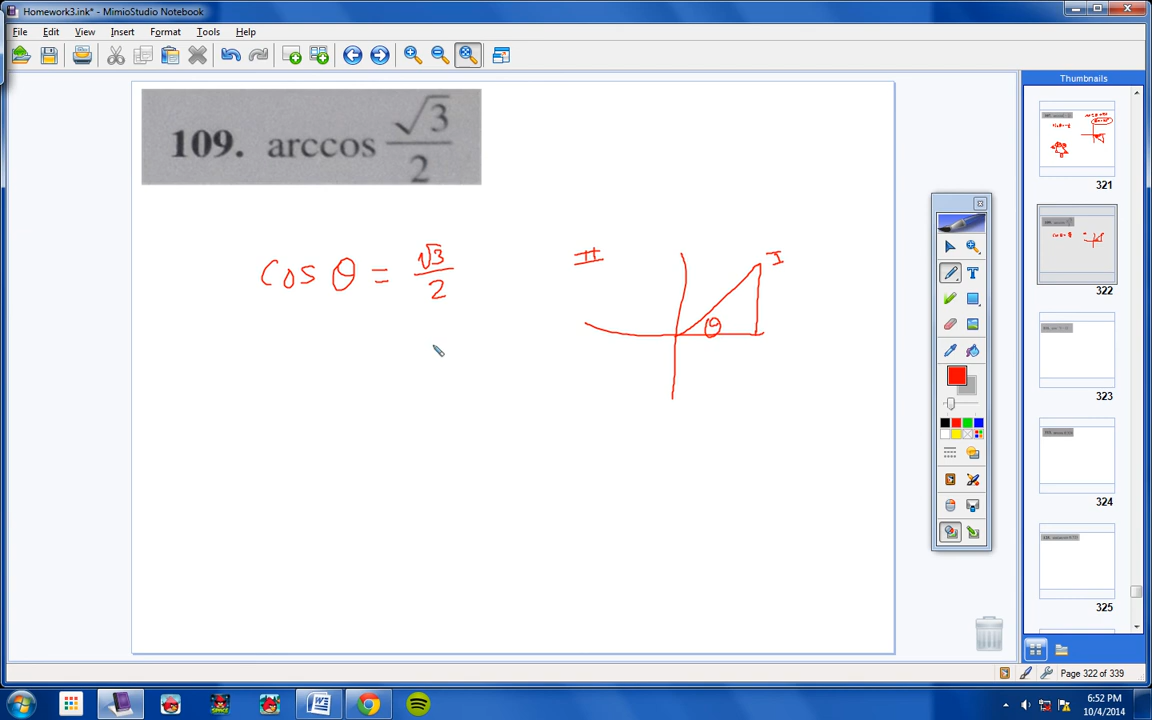 Homework3.ink* - MimioStudio Notebook
File Edit View Insert Format Tools Help
Thumbnails
109. arccos √3/2
cos θ = √3/2
II
I
θ
321
322
323
324
325
Page 322 of 339
6:52 PM
10/4/2014